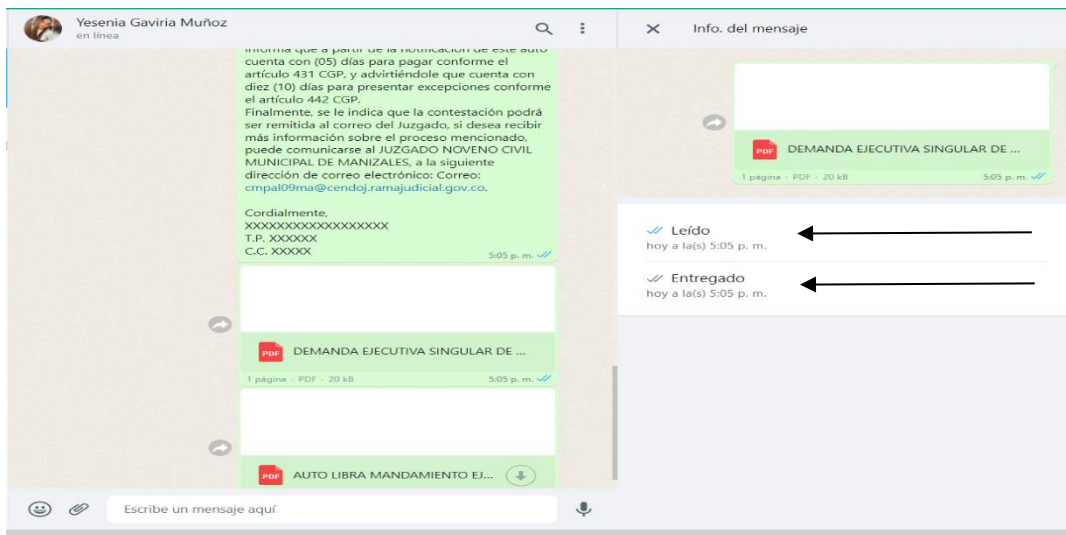 Yesenia Gaviria Muñoz
en línea
informa que a partir de la notificación de este auto
cuenta con (05) días para pagar conforme el
artículo 431 CGP, y advirtiéndole que cuenta con
diez (10) días para presentar excepciones conforme
el artículo 442 CGP.
Finalmente, se le indica que la contestación podrá
ser remitida al correo del Juzgado, si desea recibir
más información sobre el proceso mencionado,
puede comunicarse al JUZGADO NOVENO CIVIL
MUNICIPAL DE MANIZALES, a la siguiente
dirección de correo electrónico: Correo:
cmpal09ma@cendoj.ramajudicial.gov.co.
Cordialmente,
XXXXXXXXXXXXXXXXXX
T.P. XXXXXX
C.C. XXXXX
5:05 p. m.
PDF DEMANDA EJECUTIVA SINGULAR DE ...
1 página - PDF - 20 kB 5:05 p. m.
PDF AUTO LIBRA MANDAMIENTO EJ...
Escribe un mensaje aquí
Info. del mensaje
PDF DEMANDA EJECUTIVA SINGULAR DE ...
1 página - PDF - 20 kB 5:05 p. m.
Leído
hoy a la(s) 5:05 p. m.
Entregado
hoy a la(s) 5:05 p. m.